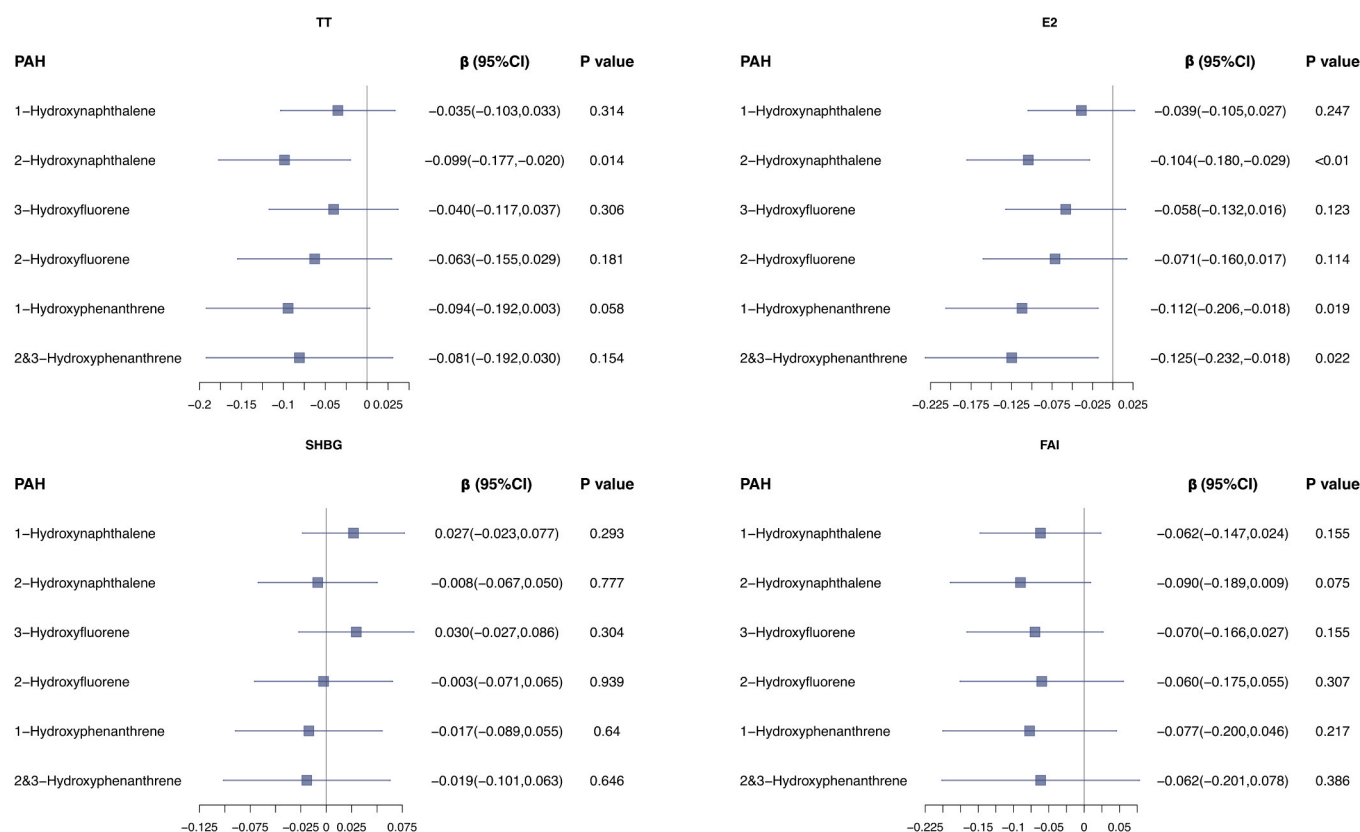 TT
PAH β (95%CI) P value
1−Hydroxynaphthalene −0.035(−0.103,0.033) 0.314
2−Hydroxynaphthalene −0.099(−0.177,−0.020) 0.014
3−Hydroxyfluorene −0.040(−0.117,0.037) 0.306
2−Hydroxyfluorene −0.063(−0.155,0.029) 0.181
1−Hydroxyphenanthrene −0.094(−0.192,0.003) 0.058
2&3−Hydroxyphenanthrene −0.081(−0.192,0.030) 0.154
−0.2 −0.15 −0.1 −0.05 0 0.025
E2
PAH β (95%CI) P value
1−Hydroxynaphthalene −0.039(−0.105,0.027) 0.247
2−Hydroxynaphthalene −0.104(−0.180,−0.029) <0.01
3−Hydroxyfluorene −0.058(−0.132,0.016) 0.123
2−Hydroxyfluorene −0.071(−0.160,0.017) 0.114
1−Hydroxyphenanthrene −0.112(−0.206,−0.018) 0.019
2&3−Hydroxyphenanthrene −0.125(−0.232,−0.018) 0.022
−0.225 −0.175 −0.125 −0.075 −0.025 0.025
SHBG
PAH β (95%CI) P value
1−Hydroxynaphthalene 0.027(−0.023,0.077) 0.293
2−Hydroxynaphthalene −0.008(−0.067,0.050) 0.777
3−Hydroxyfluorene 0.030(−0.027,0.086) 0.304
2−Hydroxyfluorene −0.003(−0.071,0.065) 0.939
1−Hydroxyphenanthrene −0.017(−0.089,0.055) 0.64
2&3−Hydroxyphenanthrene −0.019(−0.101,0.063) 0.646
−0.125 −0.075 −0.025 0 0.025 0.075
FAI
PAH β (95%CI) P value
1−Hydroxynaphthalene −0.062(−0.147,0.024) 0.155
2−Hydroxynaphthalene −0.090(−0.189,0.009) 0.075
3−Hydroxyfluorene −0.070(−0.166,0.027) 0.155
2−Hydroxyfluorene −0.060(−0.175,0.055) 0.307
1−Hydroxyphenanthrene −0.077(−0.200,0.046) 0.217
2&3−Hydroxyphenanthrene −0.062(−0.201,0.078) 0.386
−0.225 −0.15 −0.1 −0.05 0 0.05